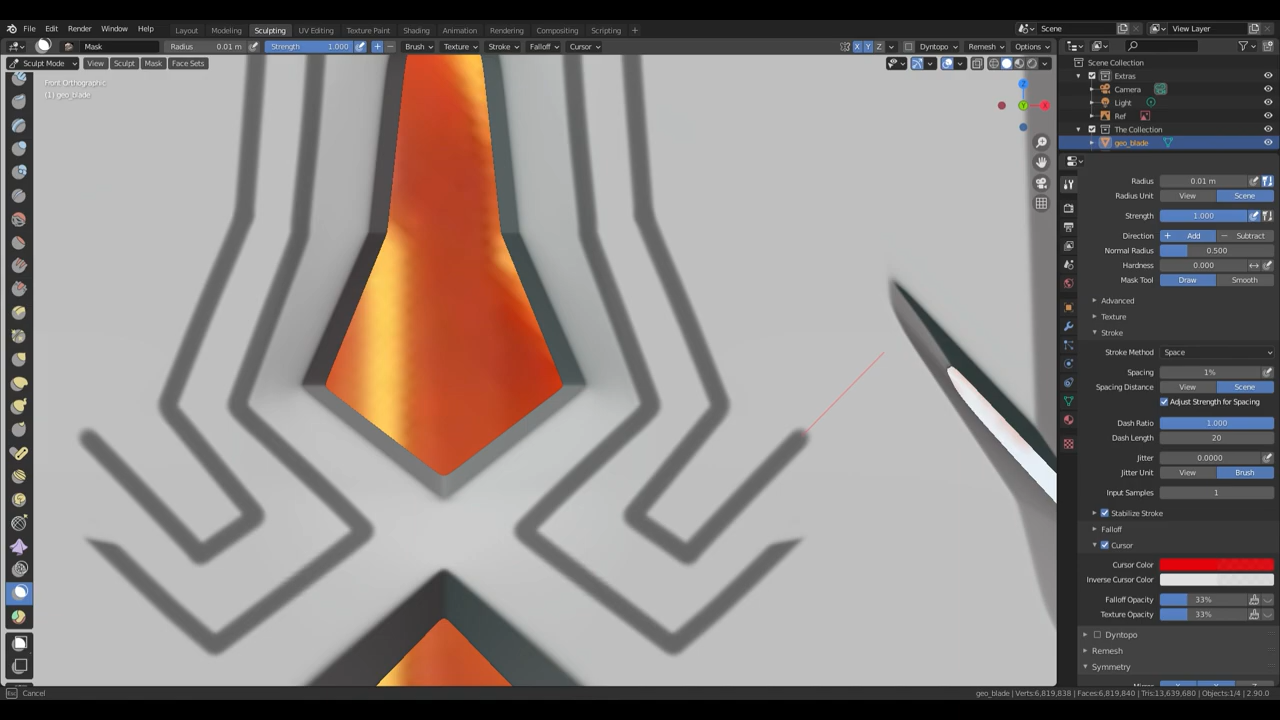 File Edit Render Window Help Layout Modeling Sculpting UV Editing Texture Paint Shading Animation Rendering Compositing Scripting + Scene View Layer
Mask Radius 0.01 m Strength 1.000 Brush Texture Stroke Falloff Cursor X Y Z Dyntopo Remesh Options
Sculpt Mode View Sculpt Mask Face Sets
Front Orthographic
(1) geo_blade
Scene Collection
Extras
Camera
Light
Ref
The Collection
geo_blade
Radius 0.01 m
Radius Unit View Scene
Strength 1.000
Direction + Add − Subtract
Normal Radius 0.500
Hardness 0.000
Mask Tool Draw Smooth
Advanced
Texture
Stroke
Stroke Method Space
Spacing 1%
Spacing Distance View Scene
Adjust Strength for Spacing
Dash Ratio 1.000
Dash Length 20
Jitter 0.0000
Jitter Unit View Brush
Input Samples 1
Stabilize Stroke
Falloff
Cursor
Cursor Color
Inverse Cursor Color
Falloff Opacity 33%
Texture Opacity 33%
Dyntopo
Remesh
Symmetry
Esc Cancel geo_blade | Verts:6,819,838 | Faces:6,819,840 | Tris:13,639,680 | Objects:1/4 | 2.90.0